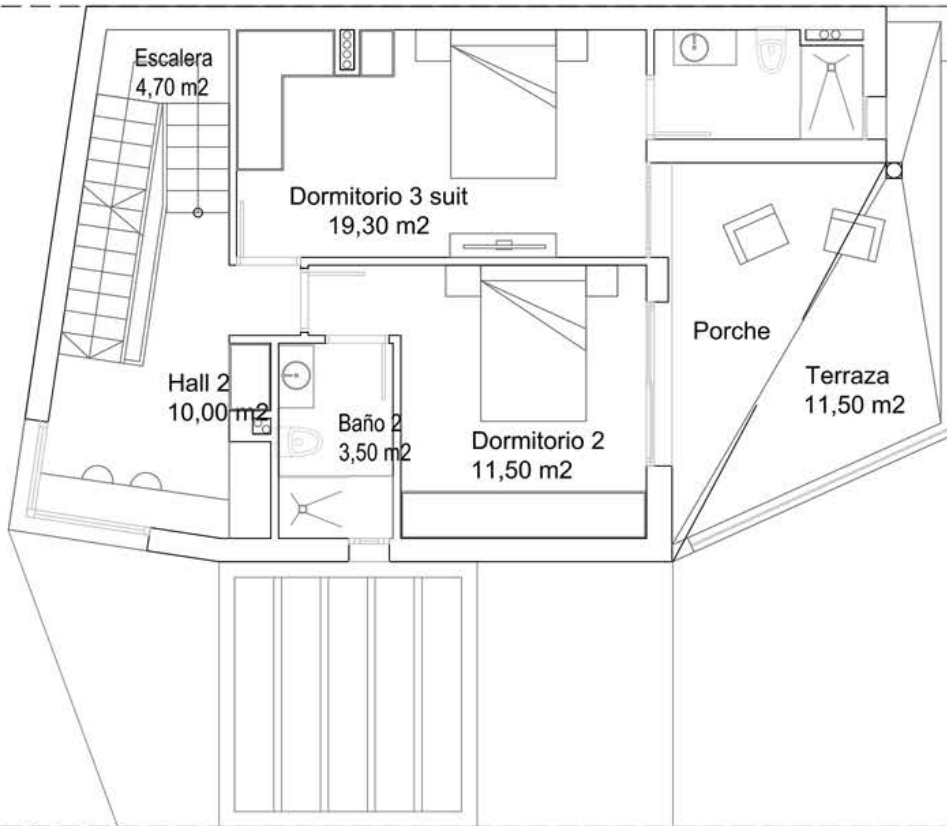 Escalera
4,70 m2
Dormitorio 3 suit
19,30 m2
Porche
Terraza
11,50 m2
Hall 2
10,00 m2
Baño 2
3,50 m2
Dormitorio 2
11,50 m2